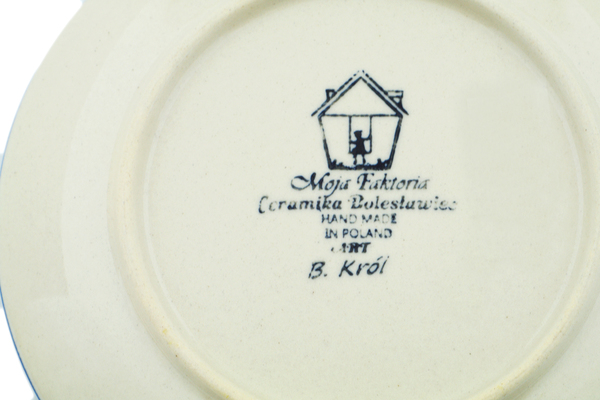 Moja Faktoria
Ceramika Bolesławiec
HAND MADE
IN POLAND
ART
B. Król